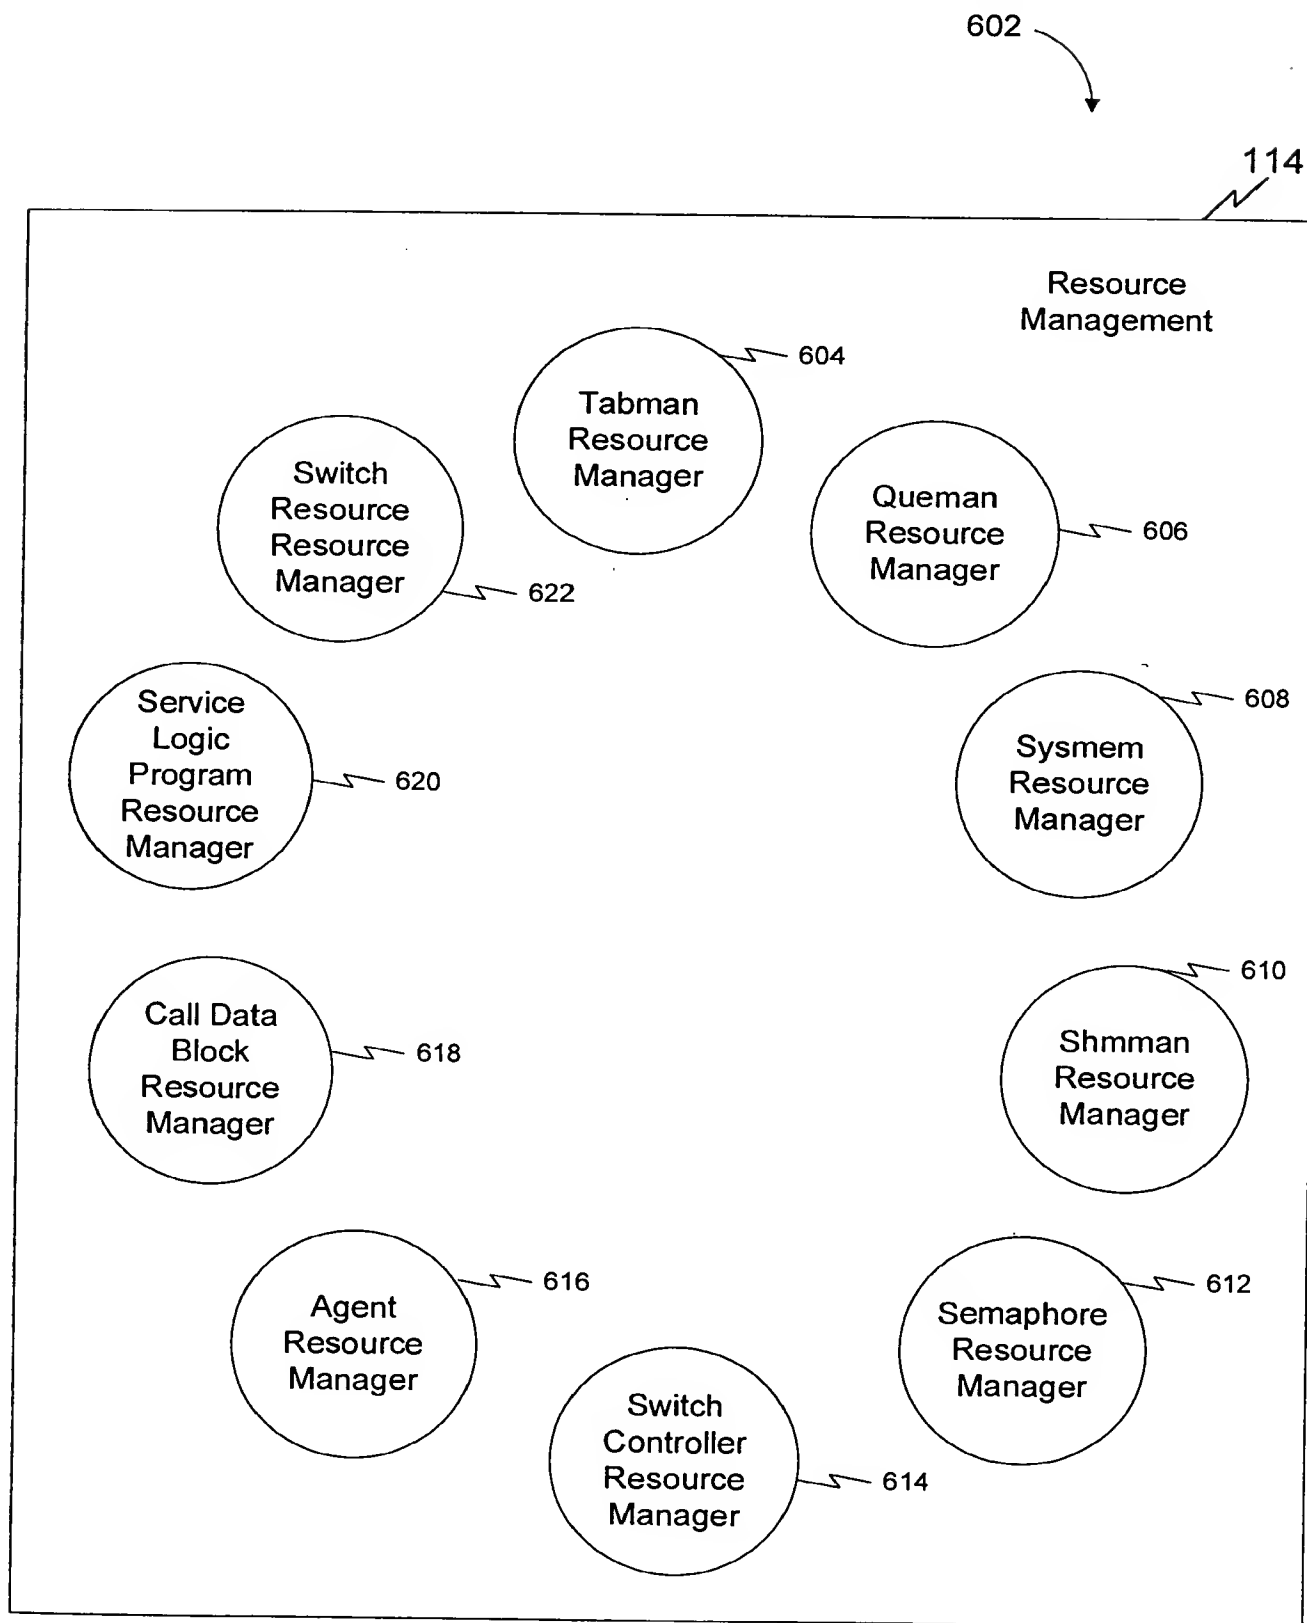 602
114
Resource
Management
Tabman
Resource
Manager
604
Switch
Resource
Resource
Manager
622
Queman
Resource
Manager
606
Service
Logic
Program
Resource
Manager
620
Sysmem
Resource
Manager
608
Call Data
Block
Resource
Manager
618
Shmman
Resource
Manager
610
Agent
Resource
Manager
616
Semaphore
Resource
Manager
612
Switch
Controller
Resource
Manager
614